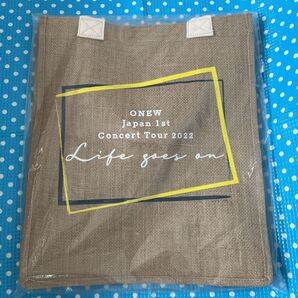 ONEW
Japan 1st
Concert Tour 2022
Life goes on